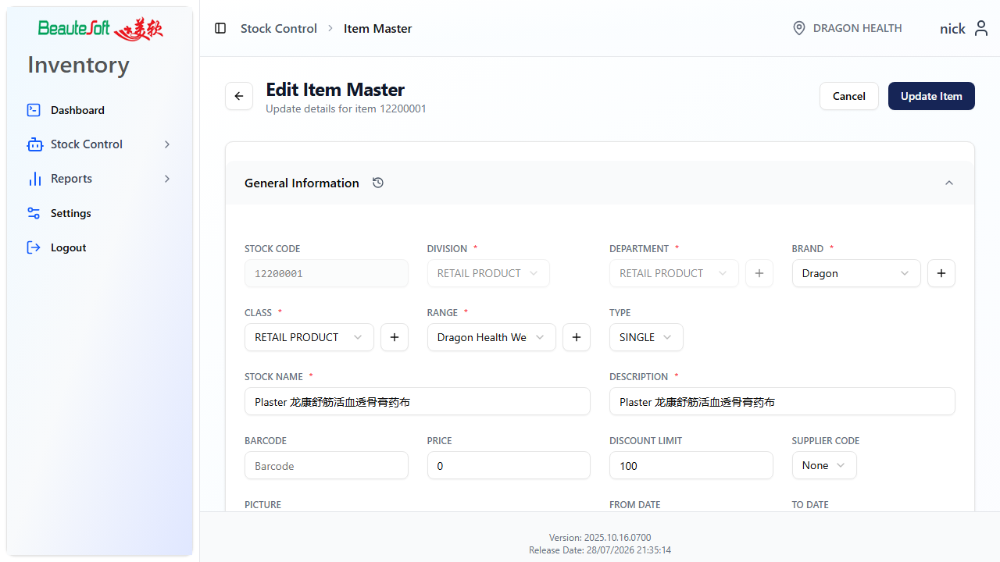 BeauteSoft 美软
Inventory
Dashboard
Stock Control
Reports
Settings
Logout
Stock Control > Item Master
DRAGON HEALTH
nick
Edit Item Master
Update details for item 12200001
Cancel
Update Item
General Information
STOCK CODE
DIVISION *
DEPARTMENT *
BRAND *
12200001
RETAIL PRODUCT
RETAIL PRODUCT
Dragon
CLASS *
RANGE *
TYPE
RETAIL PRODUCT
Dragon Health We
SINGLE
STOCK NAME *
DESCRIPTION *
Plaster 龙康舒筋活血透骨膏药布
Plaster 龙康舒筋活血透骨膏药布
BARCODE
PRICE
DISCOUNT LIMIT
SUPPLIER CODE
Barcode
0
100
None
PICTURE
FROM DATE
TO DATE
Version: 2025.10.16.0700
Release Date: 28/07/2026 21:35:14